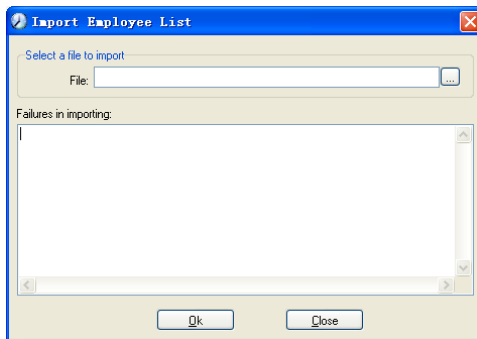 Import Employee List
Select a file to import
File:
...
Failures in importing:
Ok
Close